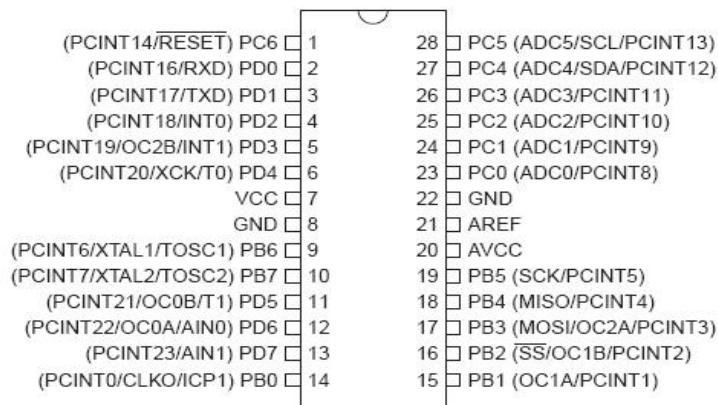 (PCINT14/RESET) PC6 1 28 PC5 (ADC5/SCL/PCINT13)
(PCINT16/RXD) PD0 2 27 PC4 (ADC4/SDA/PCINT12)
(PCINT17/TXD) PD1 3 26 PC3 (ADC3/PCINT11)
(PCINT18/INT0) PD2 4 25 PC2 (ADC2/PCINT10)
(PCINT19/OC2B/INT1) PD3 5 24 PC1 (ADC1/PCINT9)
(PCINT20/XCK/T0) PD4 6 23 PC0 (ADC0/PCINT8)
VCC 7 22 GND
GND 8 21 AREF
(PCINT6/XTAL1/TOSC1) PB6 9 20 AVCC
(PCINT7/XTAL2/TOSC2) PB7 10 19 PB5 (SCK/PCINT5)
(PCINT21/OC0B/T1) PD5 11 18 PB4 (MISO/PCINT4)
(PCINT22/OC0A/AIN0) PD6 12 17 PB3 (MOSI/OC2A/PCINT3)
(PCINT23/AIN1) PD7 13 16 PB2 (SS/OC1B/PCINT2)
(PCINT0/CLKO/ICP1) PB0 14 15 PB1 (OC1A/PCINT1)